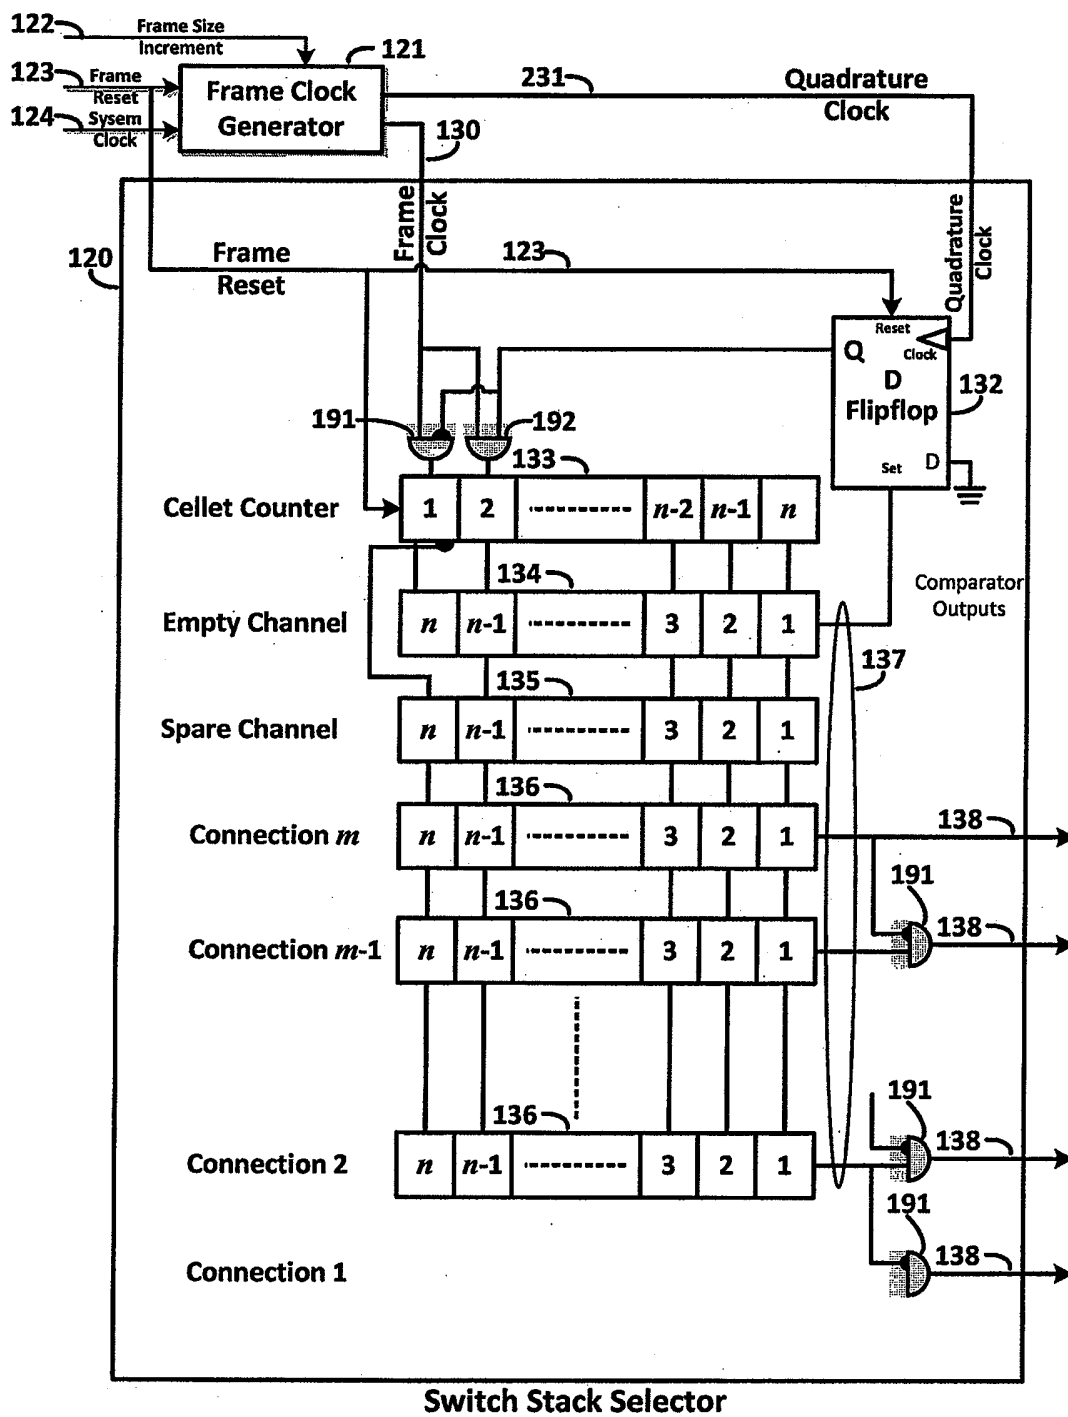 122
Frame Size
Increment
121
123
Frame
Reset
124
Sysem
Clock
Frame Clock
Generator
231
Quadrature
Clock
130
Frame
Clock
Quadrature
Clock
120
Frame
Reset
123
Reset
Clock
Q
D
Flipflop
132
Set
D
191
192
133
Cellet Counter
1
2
n-2
n-1
n
134
Comparator
Outputs
Empty Channel
n
n-1
3
2
1
137
135
Spare Channel
n
n-1
3
2
1
136
Connection m
n
n-1
3
2
1
138
191
136
Connection m-1
n
n-1
3
2
1
138
191
136
Connection 2
n
n-1
3
2
1
138
191
Connection 1
138
Switch Stack Selector